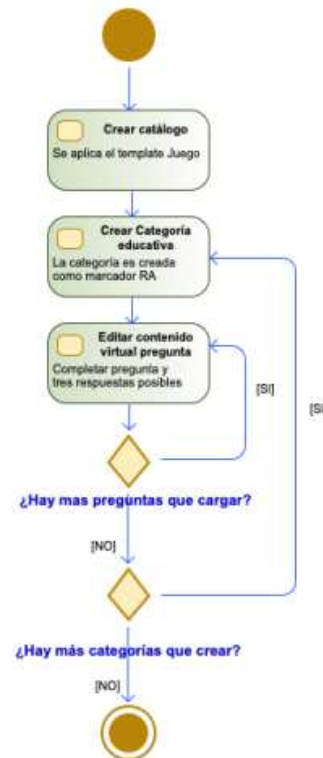 Crear catálogo
Se aplica el template Juego
Crear Categoría
educativa
La categoría es creada
como marcador RA
Editar contenido
virtual pregunta
Completar pregunta y
tres respuestas posibles
[SI]
[SI
¿Hay mas preguntas que cargar?
[NO]
¿Hay más categorías que crear?
[NO]